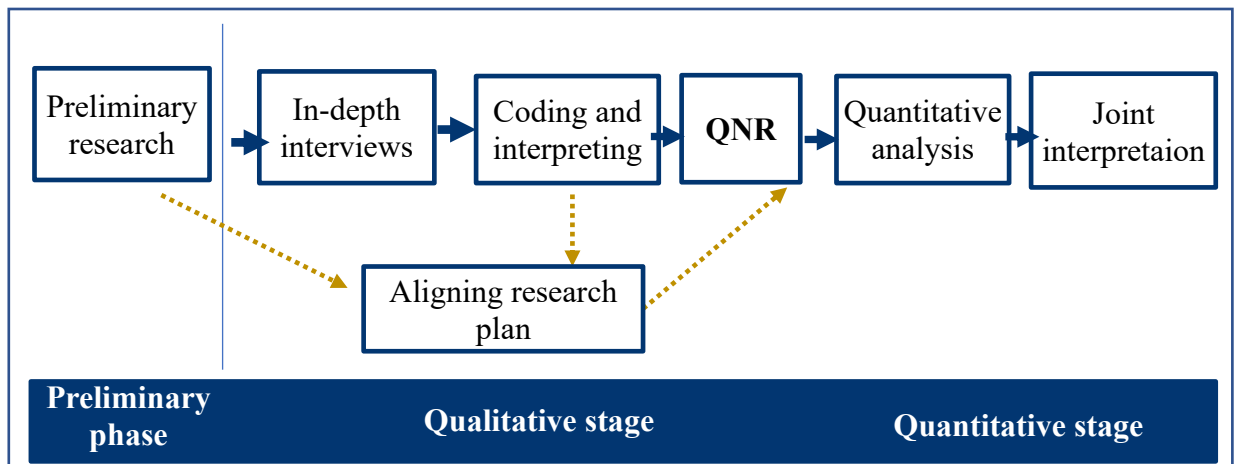 Preliminary
research
In-depth
interviews
Coding and
interpreting
QNR
Quantitative
analysis
Joint
interpretaion
Aligning research
plan
Preliminary
phase
Qualitative stage
Quantitative stage